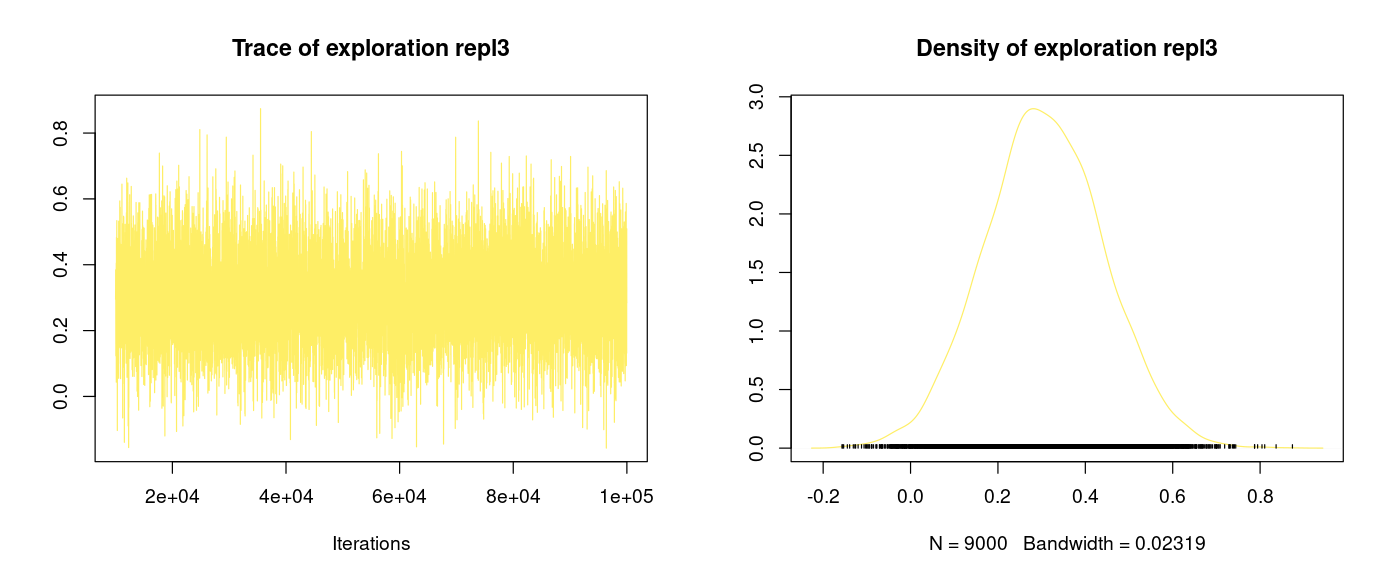 Trace of exploration repl3
0.8
0.6
0.4
0.2
0.0
2e+04 4e+04 6e+04 8e+04 1e+05
Iterations
Density of exploration repl3
3.0
2.5
2.0
1.5
1.0
0.5
0.0
-0.2 0.0 0.2 0.4 0.6 0.8
N = 9000 Bandwidth = 0.02319